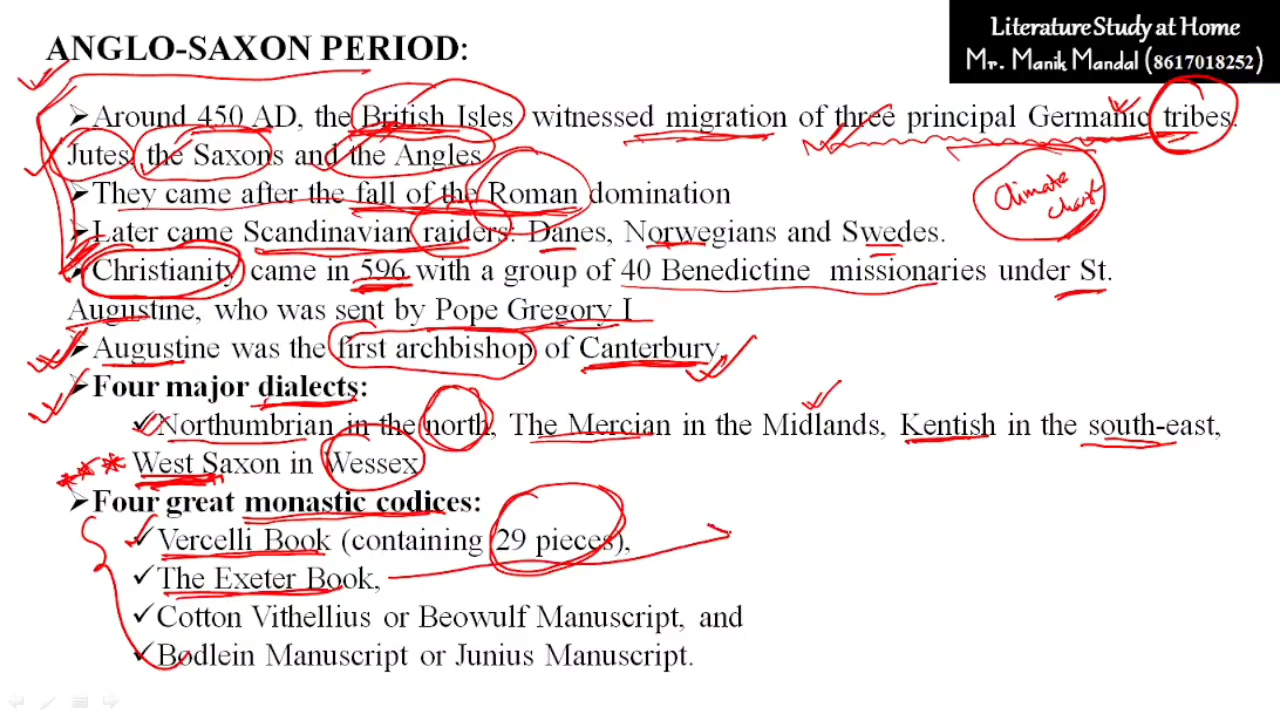 Literature Study at Home
Mr. Manik Mandal (8617018252)
ANGLO-SAXON PERIOD:
➢Around 450 AD, the British Isles witnessed migration of three principal Germanic tribes.
Jutes, the Saxons and the Angles
➢They came after the fall of the Roman domination
Climate
change
➢Later came Scandinavian raiders: Danes, Norwegians and Swedes.
➢Christianity came in 596 with a group of 40 Benedictine missionaries under St.
Augustine, who was sent by Pope Gregory I
➢Augustine was the first archbishop of Canterbury
➢Four major dialects:
✓Northumbrian in the north, The Mercian in the Midlands, Kentish in the south-east,
West Saxon in Wessex
➢Four great monastic codices:
✓Vercelli Book (containing 29 pieces),
✓The Exeter Book,
✓Cotton Vithellius or Beowulf Manuscript, and
✓Bodlein Manuscript or Junius Manuscript.